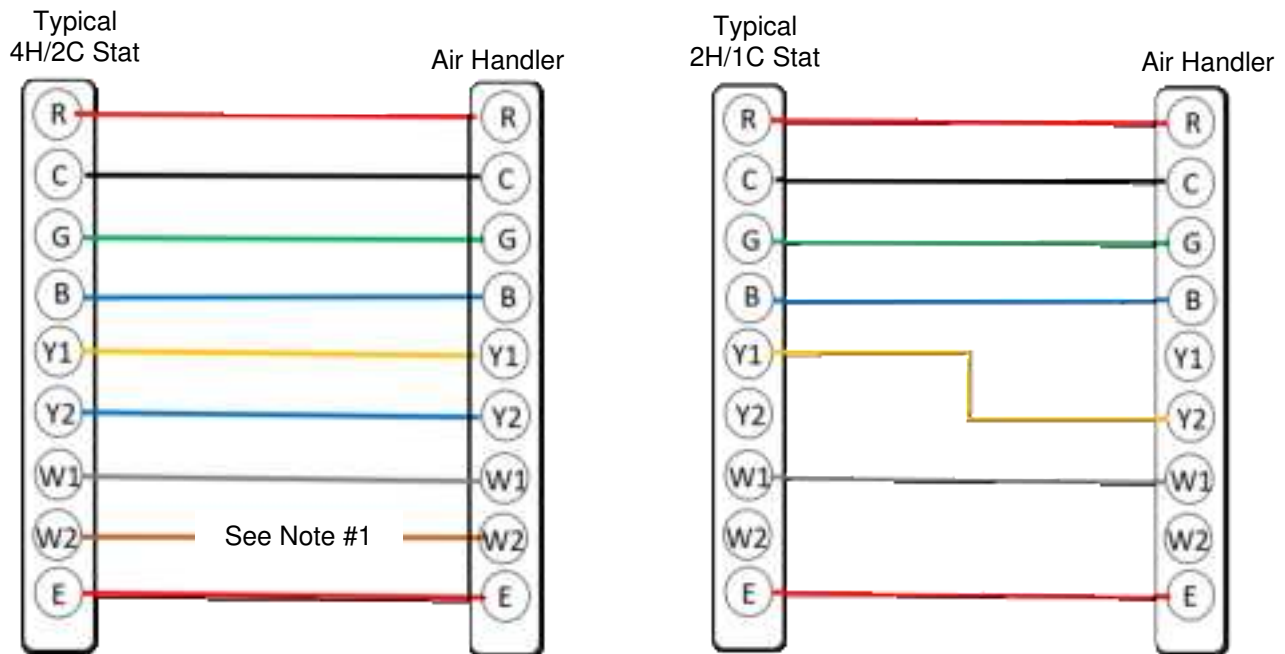 Typical
4H/2C Stat
Air Handler
R R
C C
G G
B B
Y1 Y1
Y2 Y2
W1 W1
W2 See Note #1 W2
E E
Typical
2H/1C Stat
Air Handler
R R
C C
G G
B B
Y1 Y1
Y2 Y2
W1 W1
W2 W2
E E